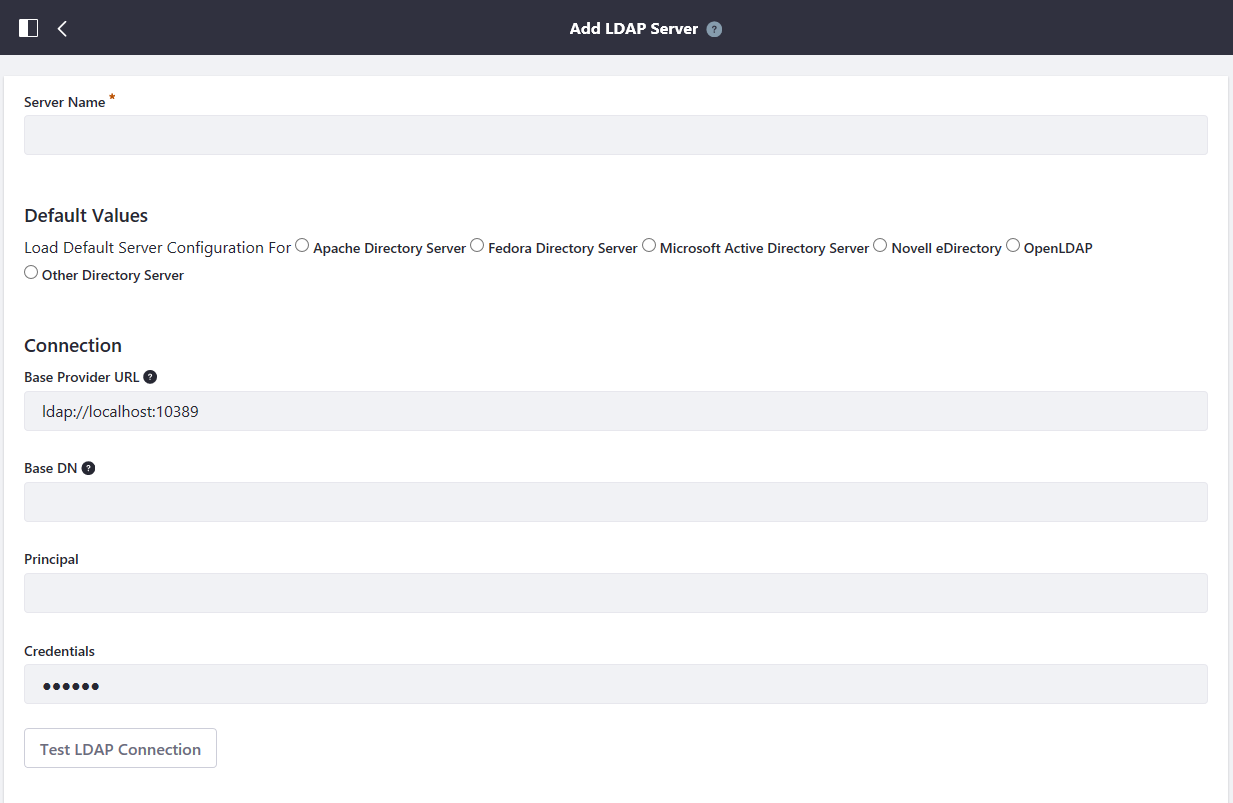 Add LDAP Server ?
Server Name *
Default Values
Load Default Server Configuration For Apache Directory Server Fedora Directory Server Microsoft Active Directory Server Novell eDirectory OpenLDAP
Other Directory Server
Connection
Base Provider URL ?
ldap://localhost:10389
Base DN ?
Principal
Credentials
••••••
Test LDAP Connection